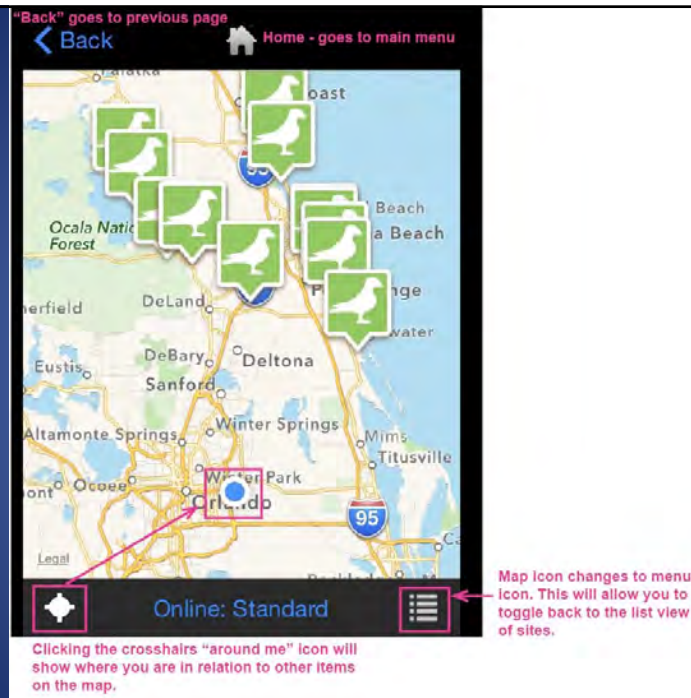 "Back" goes to previous page
Back
Home - goes to main menu
Palatka
oast
95
Ocala Natio
Forest
l Beach
a Beach
DeLand
nge
erfield
water
DeBary
Deltona
Eustis
Sanford
Altamonte Springs
Winter Springs
Mims
Titusville
Winter Park
ont
Ocoee
Orlando
95
Legal
Online: Standard
Map icon changes to menu
icon. This will allow you to
toggle back to the list view
of sites.
Clicking the crosshairs "around me" icon will
show where you are in relation to other items
on the map.